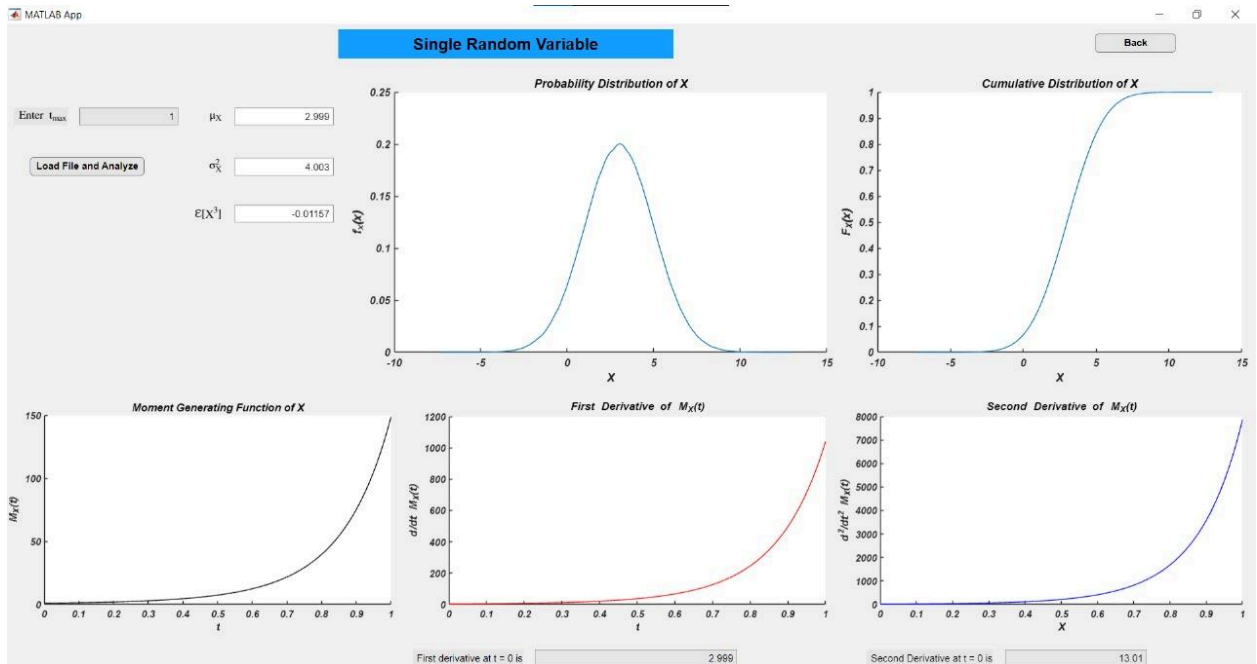 MATLAB App
Single Random Variable
Back
Enter tmax 1
μX 2.999
Load File and Analyze
σ²X 4.003
Ɛ[X³] -0.01157
Probability Distribution of X
0.25
0.2
0.15
0.1
0.05
0
fX(x)
-10 -5 0 5 10 15
X
Cumulative Distribution of X
1
0.9
0.8
0.7
0.6
0.5
0.4
0.3
0.2
0.1
0
FX(x)
-10 -5 0 5 10 15
X
Moment Generating Function of X
150
100
50
0
MX(t)
0 0.1 0.2 0.3 0.4 0.5 0.6 0.7 0.8 0.9 1
t
First Derivative of MX(t)
1200
1000
800
600
400
200
0
d/dt MX(t)
0 0.1 0.2 0.3 0.4 0.5 0.6 0.7 0.8 0.9 1
t
Second Derivative of MX(t)
8000
7000
6000
5000
4000
3000
2000
1000
0
d²/dt² MX(t)
0 0.1 0.2 0.3 0.4 0.5 0.6 0.7 0.8 0.9 1
X
First derivative at t = 0 is 2.999
Second Derivative at t = 0 is 13.01